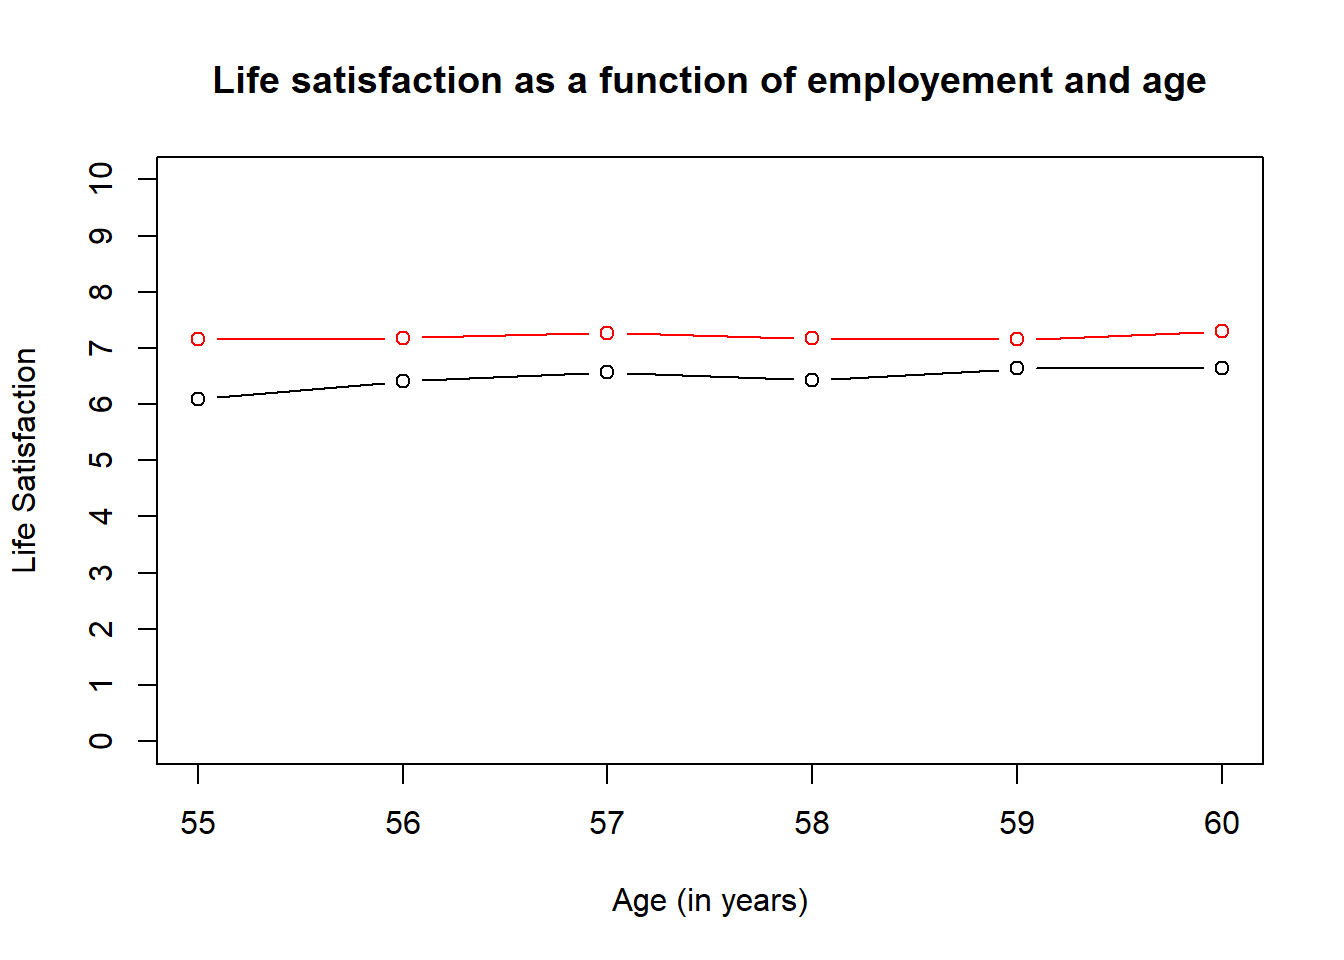 Life satisfaction as a function of employement and age
10
9
8
7
6
5
4
3
2
1
0
Life Satisfaction
55 56 57 58 59 60
Age (in years)